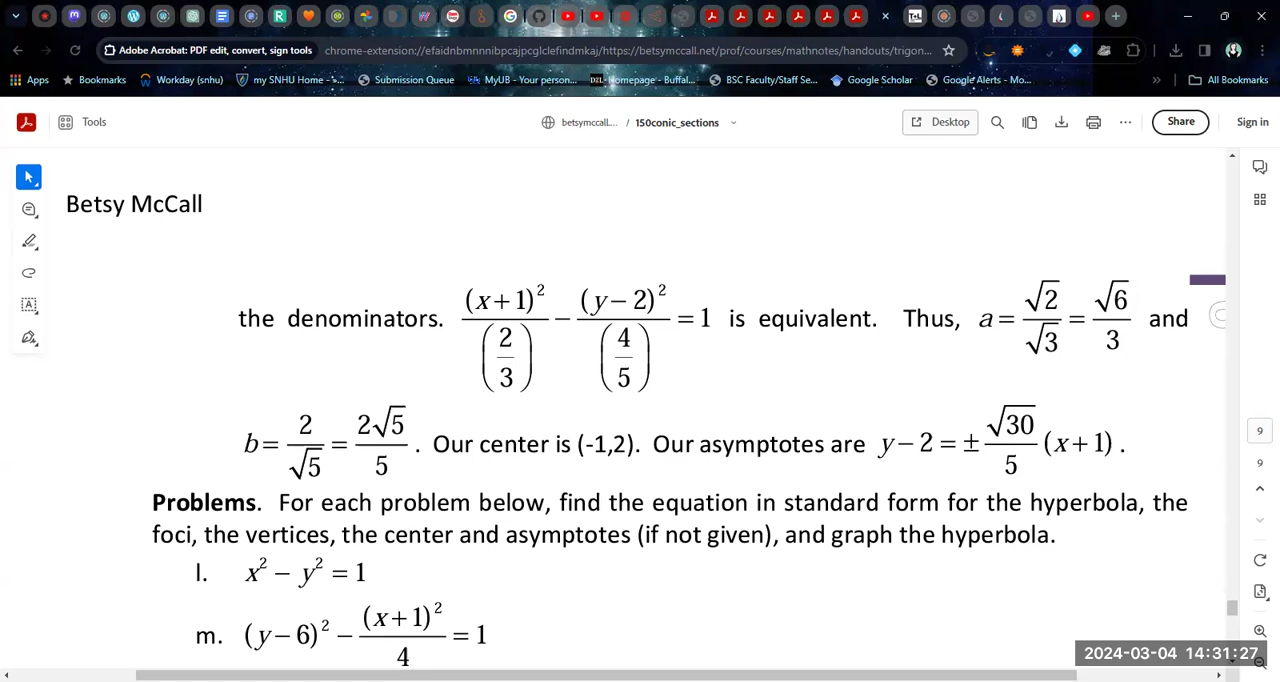 Adobe Acrobat: PDF edit, convert, sign tools
chrome-extension://efaidnbmnnnibpcajpcglclefindmkaj/https://betsymccall.net/prof/courses/mathnotes/handouts/trigon...
Apps Bookmarks Workday (snhu) my SNHU Home - ... Submission Queue MyUB - Your person... Homepage - Buffal... BSC Faculty/Staff Se... Google Scholar Google Alerts - Mo... » All Bookmarks
Tools betsymccall.... / 150conic_sections Desktop Share Sign in
Betsy McCall
the denominators. (x+1)²/(2/3) − (y−2)²/(4/5) = 1 is equivalent. Thus, a = √2/√3 = √6/3 and
b = 2/√5 = 2√5/5 . Our center is (-1,2). Our asymptotes are y−2 = ±√30/5 (x+1) .
Problems. For each problem below, find the equation in standard form for the hyperbola, the
foci, the vertices, the center and asymptotes (if not given), and graph the hyperbola.
l. x² − y² = 1
m. (y−6)² − (x+1)²/4 = 1
9
9
2024-03-04 14:31:27